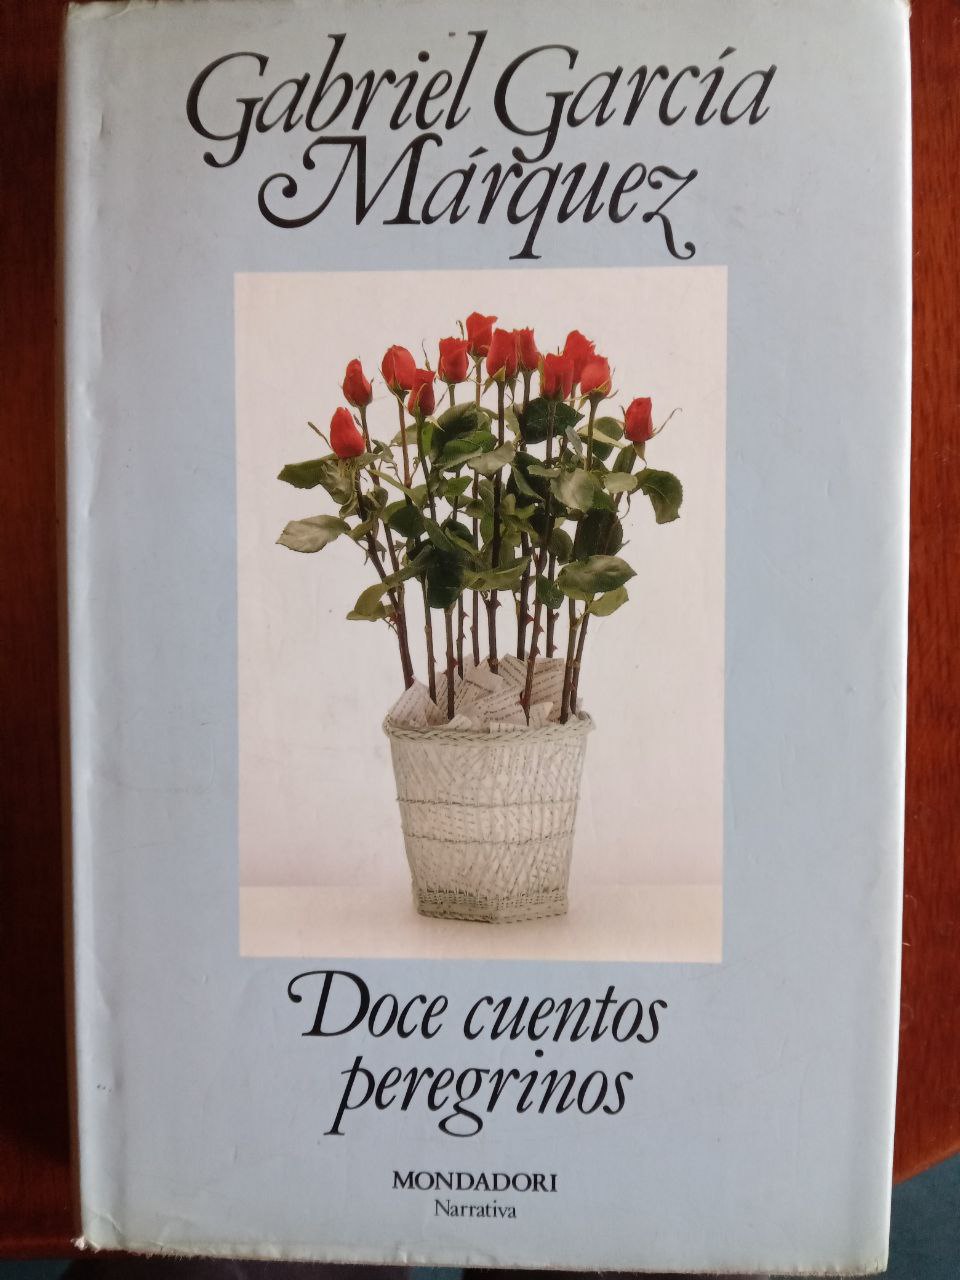 Gabriel García
Márquez
Doce cuentos
peregrinos
MONDADORI
Narrativa